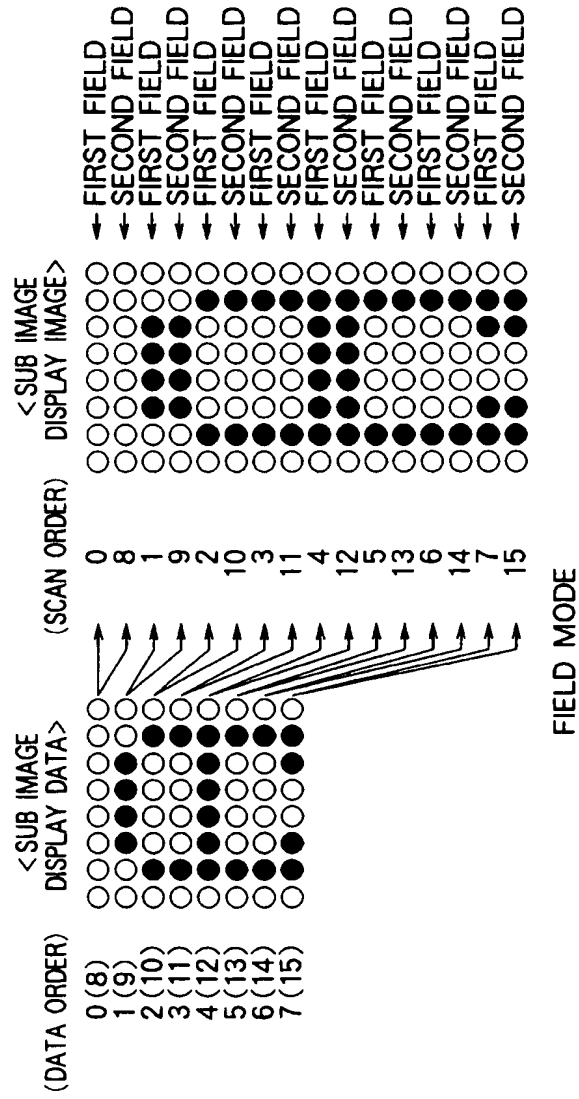 <SUB IMAGE
DISPLAY DATA>
<SUB IMAGE
DISPLAY IMAGE>
(DATA ORDER)
(SCAN ORDER)
0(8)
1(9)
2(10)
3(11)
4(12)
5(13)
6(14)
7(15)
0
8
1
9
2
10
3
11
4
12
5
13
6
14
7
15
FIRST FIELD
SECOND FIELD
FIRST FIELD
SECOND FIELD
FIRST FIELD
SECOND FIELD
FIRST FIELD
SECOND FIELD
FIRST FIELD
SECOND FIELD
FIRST FIELD
SECOND FIELD
FIRST FIELD
SECOND FIELD
FIRST FIELD
SECOND FIELD
FIELD MODE